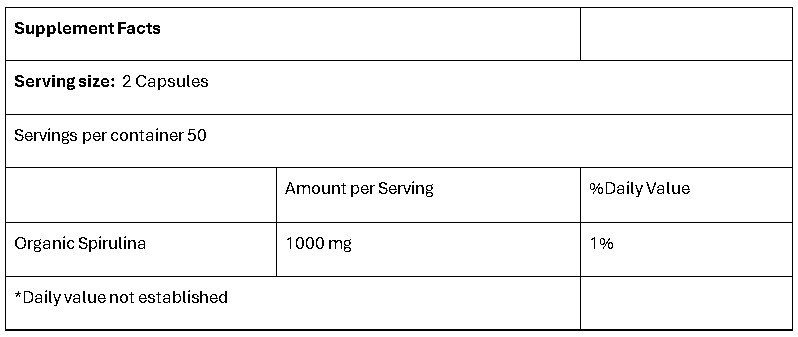 Supplement Facts
Serving size: 2 Capsules
Servings per container 50
Amount per Serving %Daily Value
Organic Spirulina 1000 mg 1%
*Daily value not established